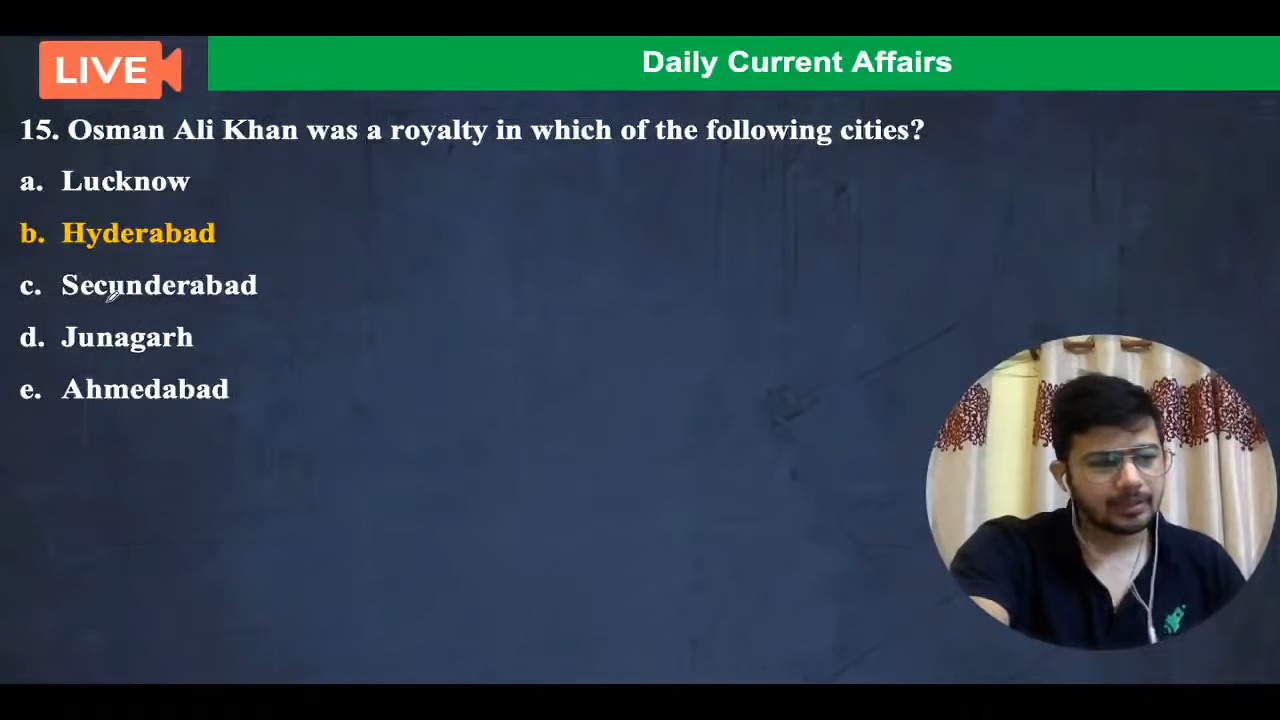 LIVE
Daily Current Affairs
15. Osman Ali Khan was a royalty in which of the following cities?
a. Lucknow
b. Hyderabad
c. Secunderabad
d. Junagarh
e. Ahmedabad